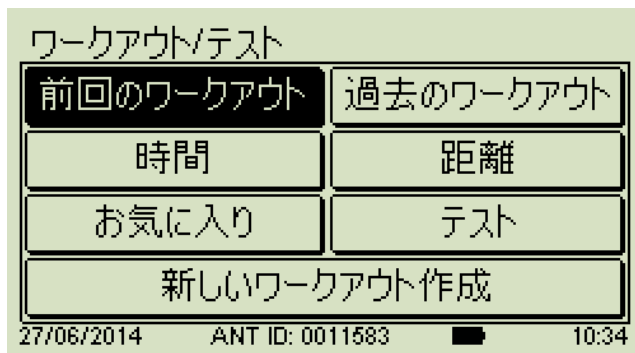 ワークアウト/テスト
前回のワークアウト 過去のワークアウト
時間 距離
お気に入り テスト
新しいワークアウト作成
27/06/2014 ANT ID: 0011583 10:34